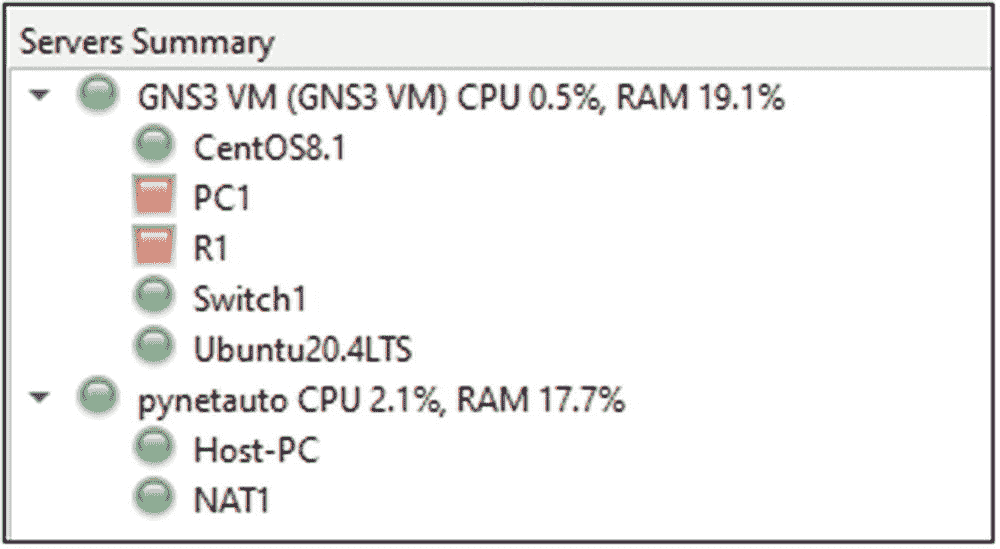 Servers Summary
GNS3 VM (GNS3 VM) CPU 0.5%, RAM 19.1%
CentOS8.1
PC1
R1
Switch1
Ubuntu20.4LTS
pynetauto CPU 2.1%, RAM 17.7%
Host-PC
NAT1